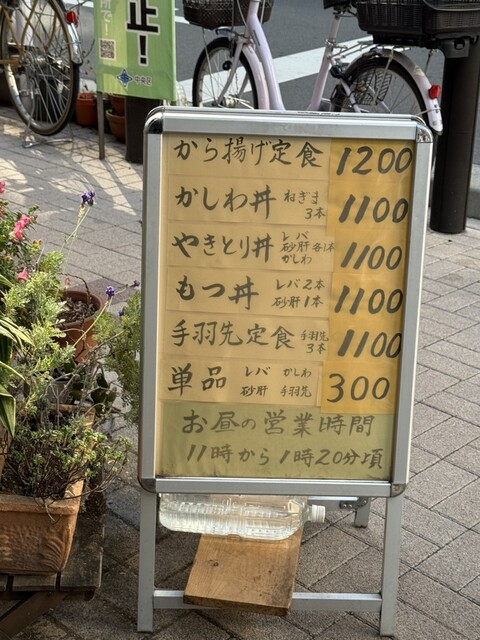 止!
中央区
から揚げ定食 1200
かしわ丼 ねぎま 3本 1100
やきとり丼 レバ 砂肝 各1本 かしわ 1100
もつ丼 レバ2本 砂肝1本 1100
手羽先定食 手羽先 3本 1100
単品 レバ かしわ 砂肝 手羽先 300
お昼の営業時間
11時から1時20分頃